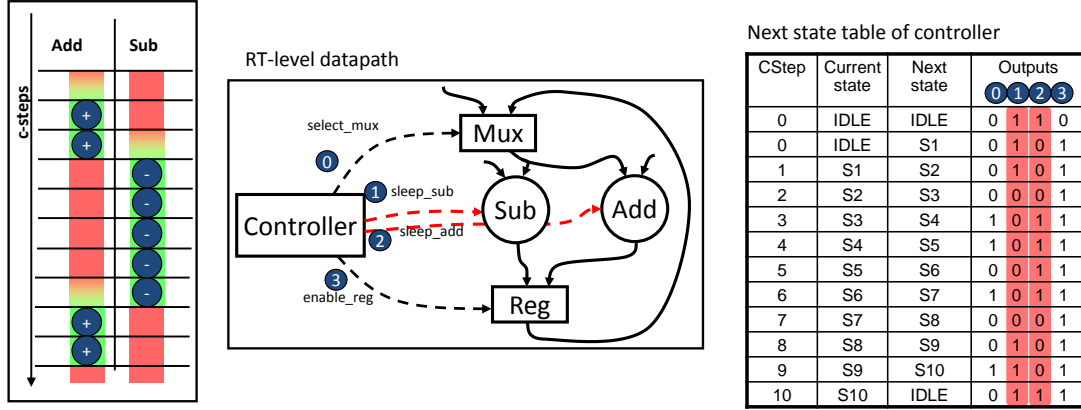 Add Sub
c-steps
+
+
-
-
-
-
-
+
+
RT-level datapath
select_mux
Mux
0
1 sleep_sub
Controller
Sub
Add
2 sleep_add
3
enable_reg
Reg
Next state table of controller
CStep Current state Next state Outputs
0 1 2 3
0 IDLE IDLE 0 1 1 0
0 IDLE S1 0 1 0 1
1 S1 S2 0 1 0 1
2 S2 S3 0 0 0 1
3 S3 S4 1 0 1 1
4 S4 S5 1 0 1 1
5 S5 S6 0 0 1 1
6 S6 S7 1 0 1 1
7 S7 S8 0 0 0 1
8 S8 S9 0 1 0 1
9 S9 S10 1 1 0 1
10 S10 IDLE 0 1 1 1